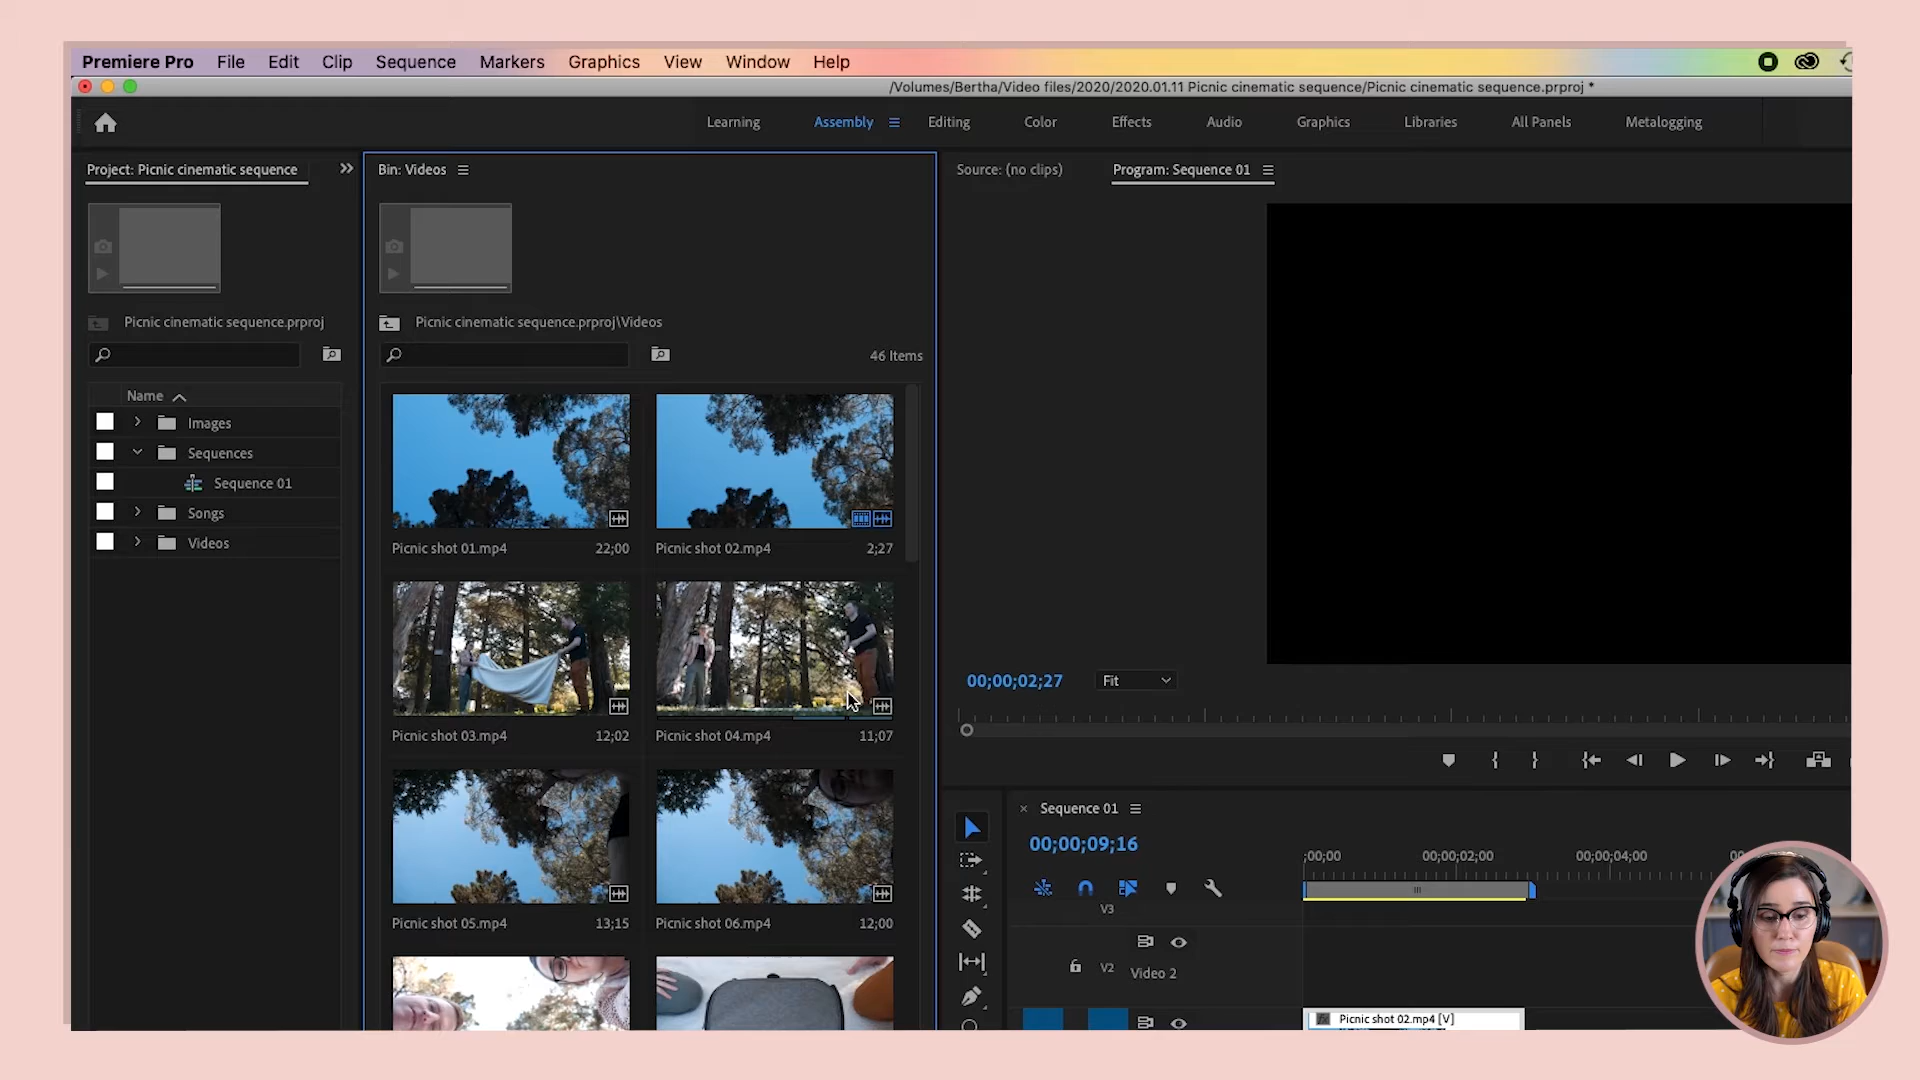 Premiere Pro File Edit Clip Sequence Markers Graphics View Window Help
/Volumes/Bertha/Video files/2020/2020.01.11 Picnic cinematic sequence/Picnic cinematic sequence.prproj *
Learning Assembly Editing Color Effects Audio Graphics Libraries All Panels Metalogging
Project: Picnic cinematic sequence
Bin: Videos
Source: (no clips)
Program: Sequence 01
Picnic cinematic sequence.prproj
Picnic cinematic sequence.prproj\Videos
46 Items
Name
Images
Sequences
Sequence 01
Songs
Videos
Picnic shot 01.mp4 22;00
Picnic shot 02.mp4 2;27
Picnic shot 03.mp4 12;02
Picnic shot 04.mp4 11;07
Picnic shot 05.mp4 13;15
Picnic shot 06.mp4 12;00
00;00;02;27
Fit
Sequence 01
00;00;09;16
;00;00 00;00;02;00 00;00;04;00
V3
V2 Video 2
fx Picnic shot 02.mp4 [V]